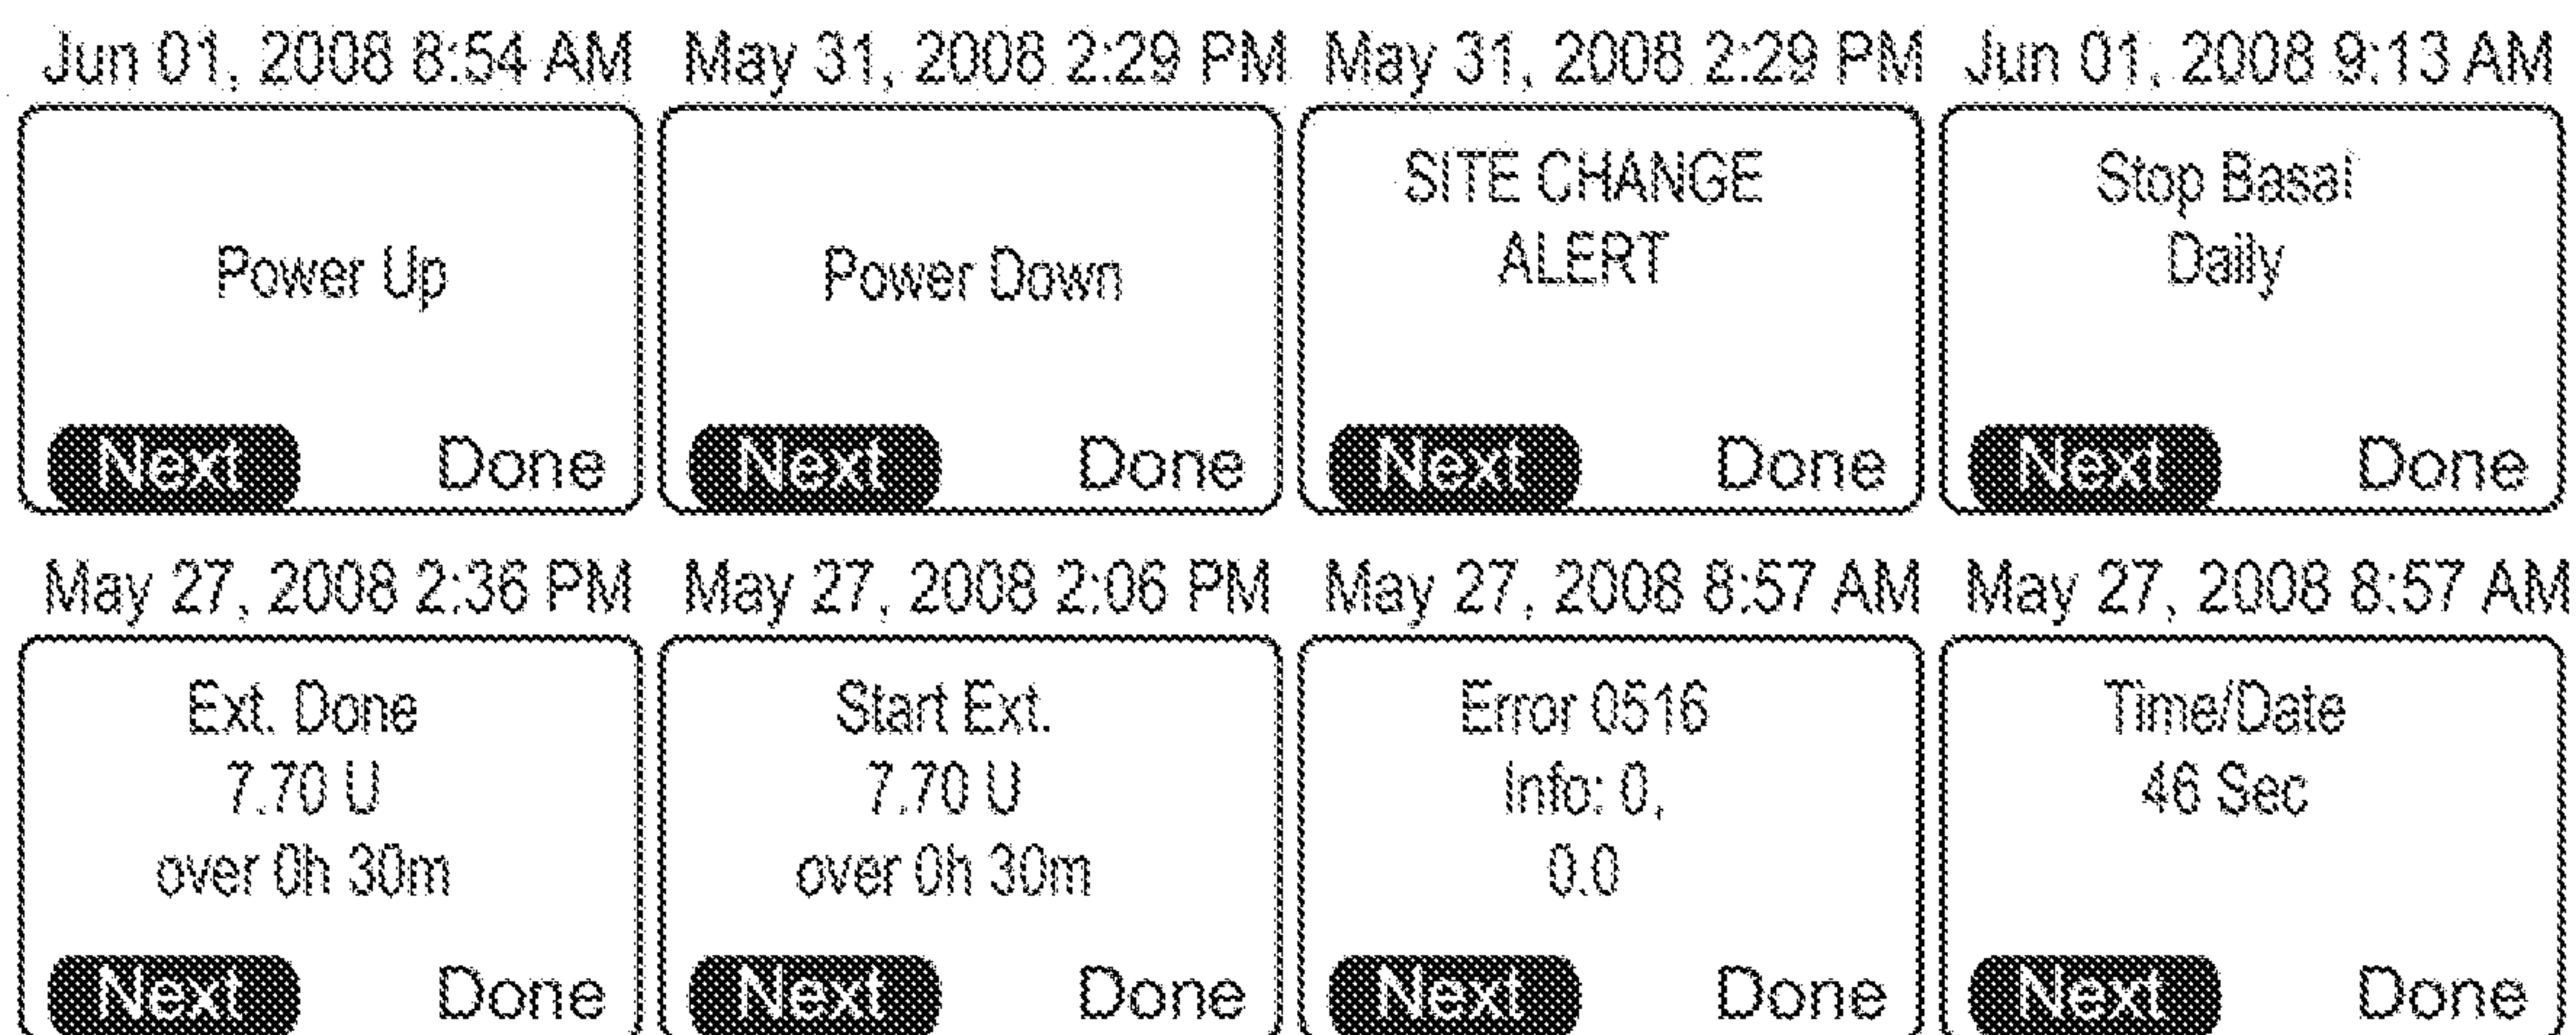 Jun 01, 2008 8:54 AM
Power Up
Next Done
May 31, 2008 2:29 PM
Power Down
Next Done
May 31, 2008 2:29 PM
SITE CHANGE
ALERT
Next Done
Jun 01, 2008 9:13 AM
Stop Basal
Daily
Next Done
May 27, 2008 2:36 PM
Ext. Done
7.70 U
over 0h 30m
Next Done
May 27, 2008 2:06 PM
Start Ext.
7.70 U
over 0h 30m
Next Done
May 27, 2008 8:57 AM
Error 0516
Info: 0,
0.0
Next Done
May 27, 2008 8:57 AM
Time/Date
46 Sec
Next Done